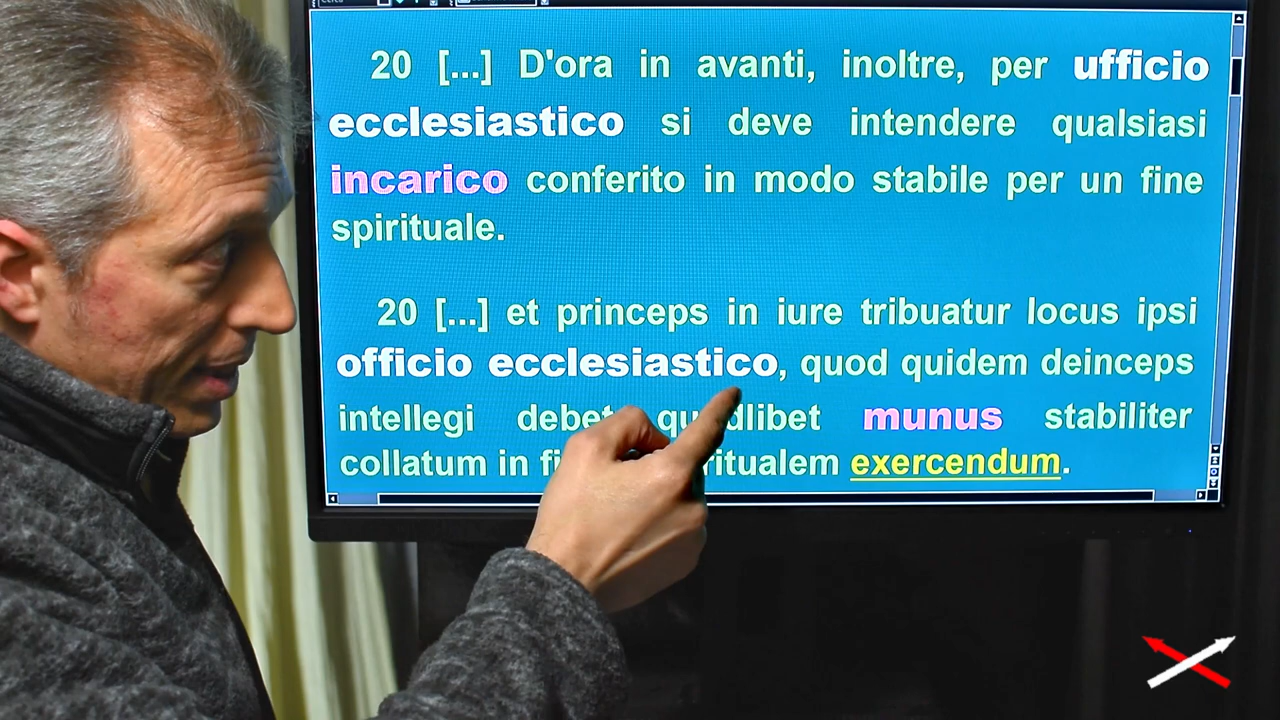 20 [...] D'ora in avanti, inoltre, per ufficio
ecclesiastico si deve intendere qualsiasi
incarico conferito in modo stabile per un fine
spirituale.
20 [...] et princeps in iure tribuatur locus ipsi
officio ecclesiastico, quod quidem deinceps
intellegi debet quodlibet munus stabiliter
collatum in exercendum.